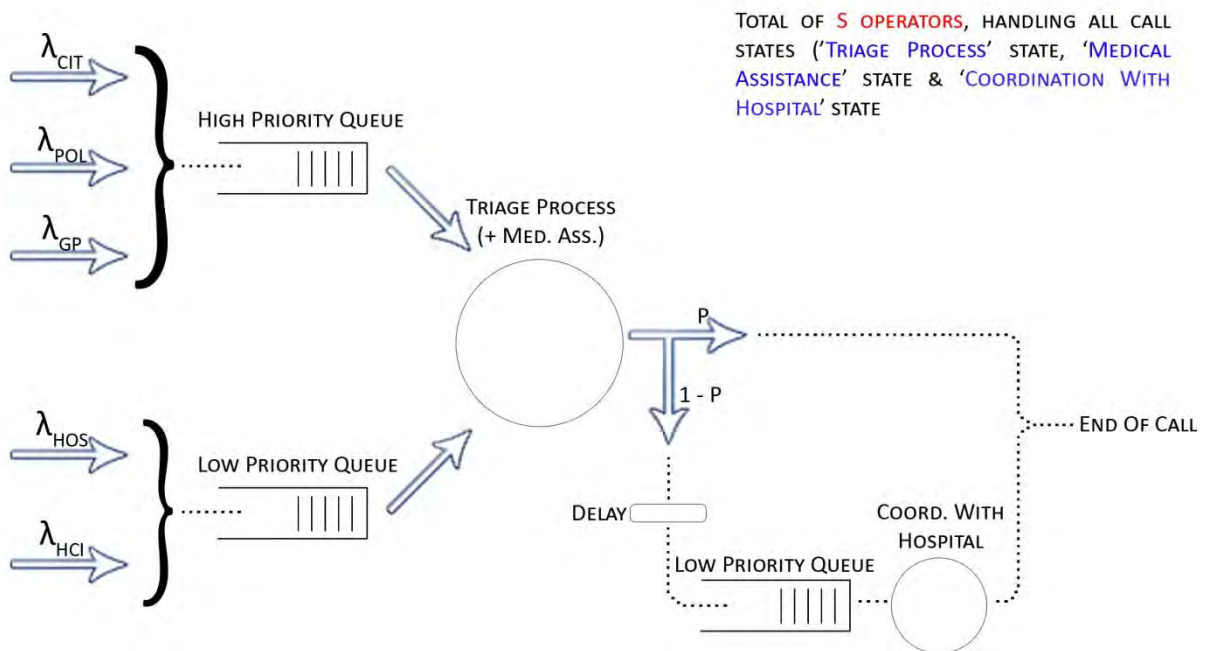 TOTAL OF S OPERATORS, HANDLING ALL CALL
STATES ('TRIAGE PROCESS' STATE, 'MEDICAL
ASSISTANCE' STATE & 'COORDINATION WITH
HOSPITAL' STATE
λCIT
λPOL
λGP
HIGH PRIORITY QUEUE
TRIAGE PROCESS
(+ MED. ASS.)
P
1 - P
END OF CALL
λHOS
λHCI
LOW PRIORITY QUEUE
DELAY
COORD. WITH
HOSPITAL
LOW PRIORITY QUEUE